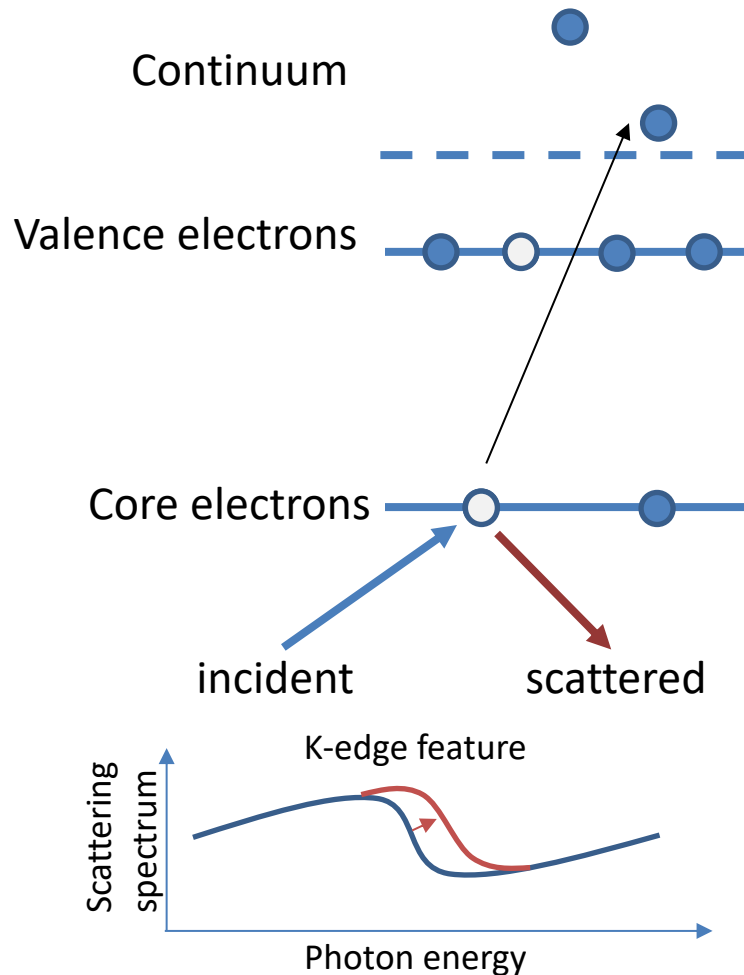 Continuum
Valence electrons
Core electrons
incident
scattered
K-edge feature
Scattering
spectrum
Photon energy